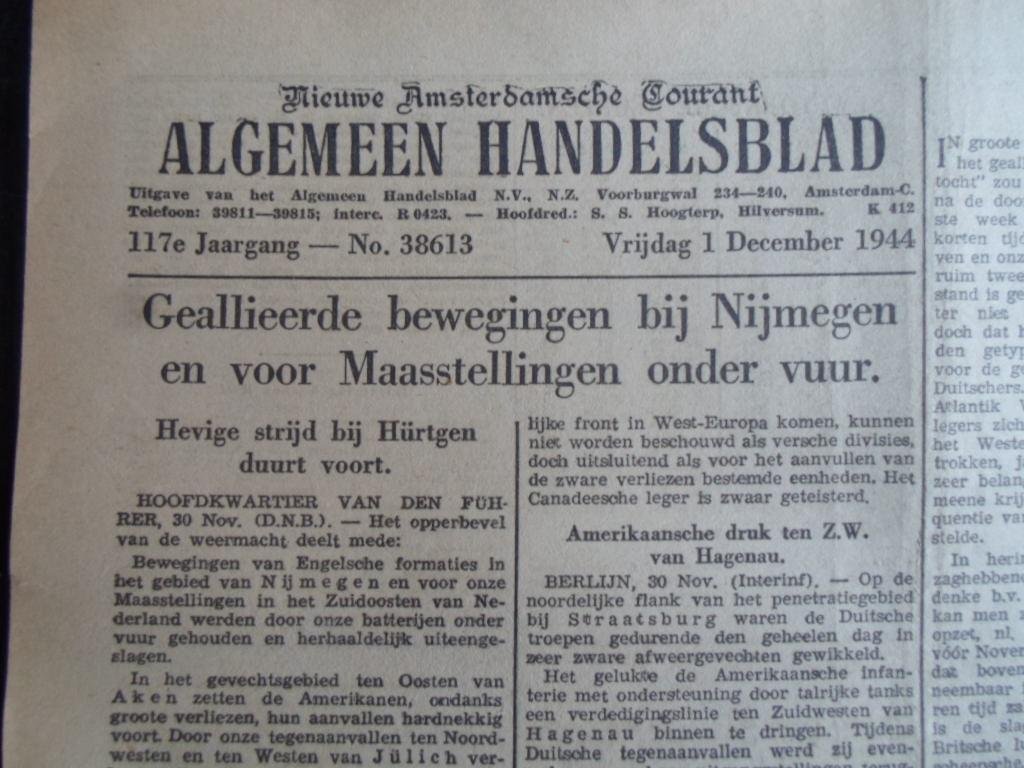 Nieuwe Amsterdamsche Courant
ALGEMEEN HANDELSBLAD
Uitgave van het Algemeen Handelsblad N.V., N.Z. Voorburgwal 234—240, Amsterdam-C.
Telefoon: 39811—39815; interc. R 0423. — Hoofdred.: S. S. Hoogterp, Hilversum. K 412
117e Jaargang — No. 38613 Vrijdag 1 December 1944
Geallieerde bewegingen bij Nijmegen
en voor Maasstellingen onder vuur.
Hevige strijd bij Hürtgen
duurt voort.
HOOFDKWARTIER VAN DEN FÜH-
RER, 30 Nov. (D.N.B.). — Het opperbevel
van de weermacht deelt mede:
Bewegingen van Engelsche formaties in
het gebied van Nijmegen en voor onze
Maasstellingen in het Zuidoosten van Ne-
derland werden door onze batterijen onder
vuur gehouden en herhaaldelijk uiteenge-
slagen.
In het gevechtsgebied ten Oosten van
Aken zetten de Amerikanen, ondanks
groote verliezen, hun aanvallen hardnekkig
voort. Door onze tegenaanvallen ten Noord-
westen en ten Westen van Jülich ver-
lijke front in West-Europa komen, kunnen
niet worden beschouwd als versche divisies,
doch uitsluitend als voor het aanvullen van
de zware verliezen bestemde eenheden. Het
Canadeesche leger is zwaar geteisterd.
Amerikaansche druk ten Z.W.
van Hagenau.
BERLIJN, 30 Nov. (Interinf). — Op de
noordelijke flank van het penetratiegebied
bij Straatsburg waren de Duitsche
troepen gedurende den geheelen dag in
zeer zware afweergevechten gewikkeld.
Het gelukte de Amerikaansche infan-
terie met ondersteuning door talrijke tanks
een verdedigingslinie ten Zuidwesten van
Hagenau binnen te dringen. Tijdens
Duitsche tegenaanvallen werd zij even-
IN groote
het geall
tocht" zou
na de doo
ste week
korten tijd
ven en onz
ruim twee
stand is ge
ter niet
doch dat h
den getyp
voor de ge
Duitschers.
Atlantik
legers zich
het Weste
trokken, j
zeer belan
meene krij
quentie va
stelde.
In herin
zaghebbend
denke b.v.
kan men z
opzet, nl.
vóór Novem
dat boven
neembaar
ren tijd za
is de slag
Britsche lu